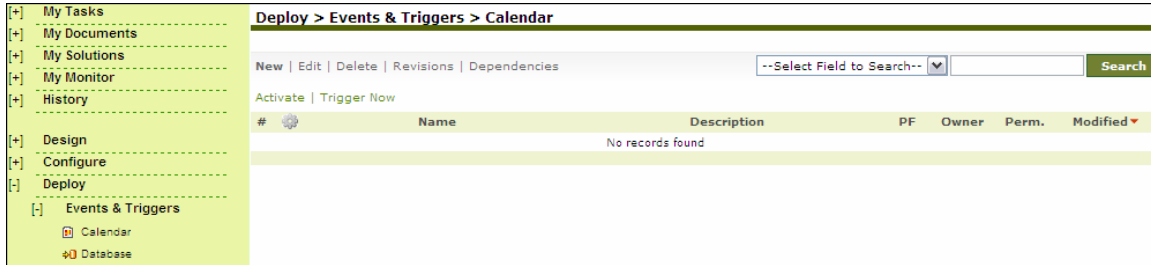 [+] My Tasks
[+] My Documents
[+] My Solutions
[+] My Monitor
[+] History
[+] Design
[+] Configure
[-] Deploy
[-] Events & Triggers
Calendar
Database
Deploy > Events & Triggers > Calendar
New | Edit | Delete | Revisions | Dependencies --Select Field to Search-- Search
Activate | Trigger Now
# Name Description PF Owner Perm. Modified
No records found